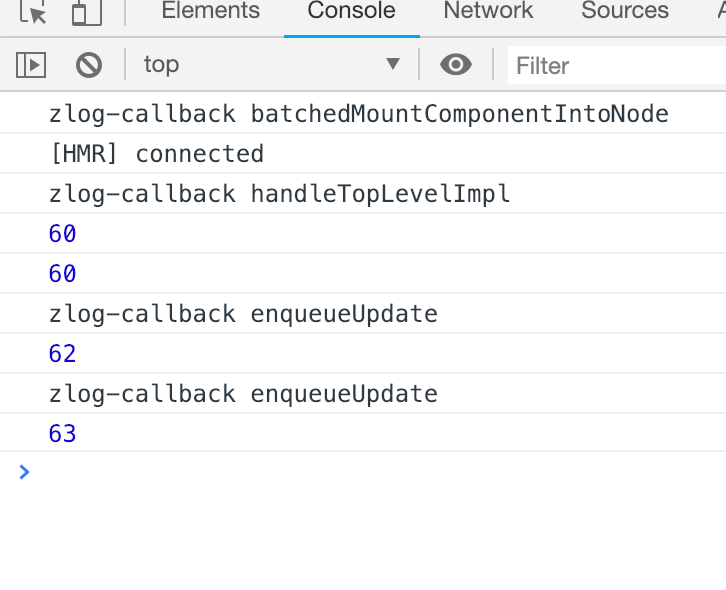 Elements Console Network Sources
top Filter
zlog-callback batchedMountComponentIntoNode
[HMR] connected
zlog-callback handleTopLevelImpl
60
60
zlog-callback enqueueUpdate
62
zlog-callback enqueueUpdate
63
>